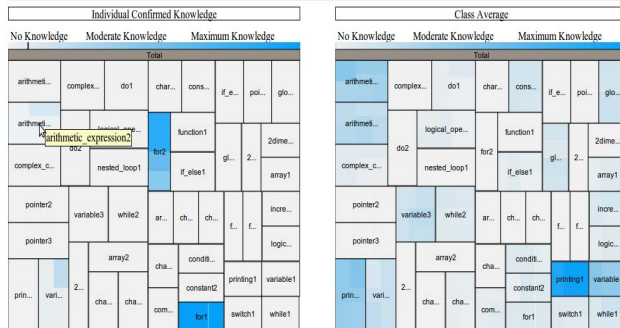 Individual Confirmed Knowledge
No Knowledge Moderate Knowledge Maximum Knowledge
Total
arithmeti... complex... do1 char... cons... if_e... poi... glo...
arithmeti... logical_ope... for2 function1 2dime...
arithmetic_expression2
do2 gl... 2...
complex_c... nested_loop1 if_else1 array1
pointer2 variable3 while2 ar... ch... ch... f... f... incre...
pointer3 array2 cha... conditi... logic...
prin... vari... 2... cha... cha... com... constant2 printing1 variable1
for1 switch1 while1
Class Average
No Knowledge Moderate Knowledge Maximum Knowledge
Total
arithmeti... complex... do1 char... cons... if_e... poi... glo...
arithmeti... do2 logical_ope... for2 function1 gl... 2... 2dime...
complex_c... nested_loop1 if_else1 array1
pointer2 variable3 while2 ar... ch... ch... f... f... incre...
pointer3 array2 cha... conditi... logic...
prin... vari... 2... cha... cha... com... constant2 printing1 variable
for1 switch1 while1